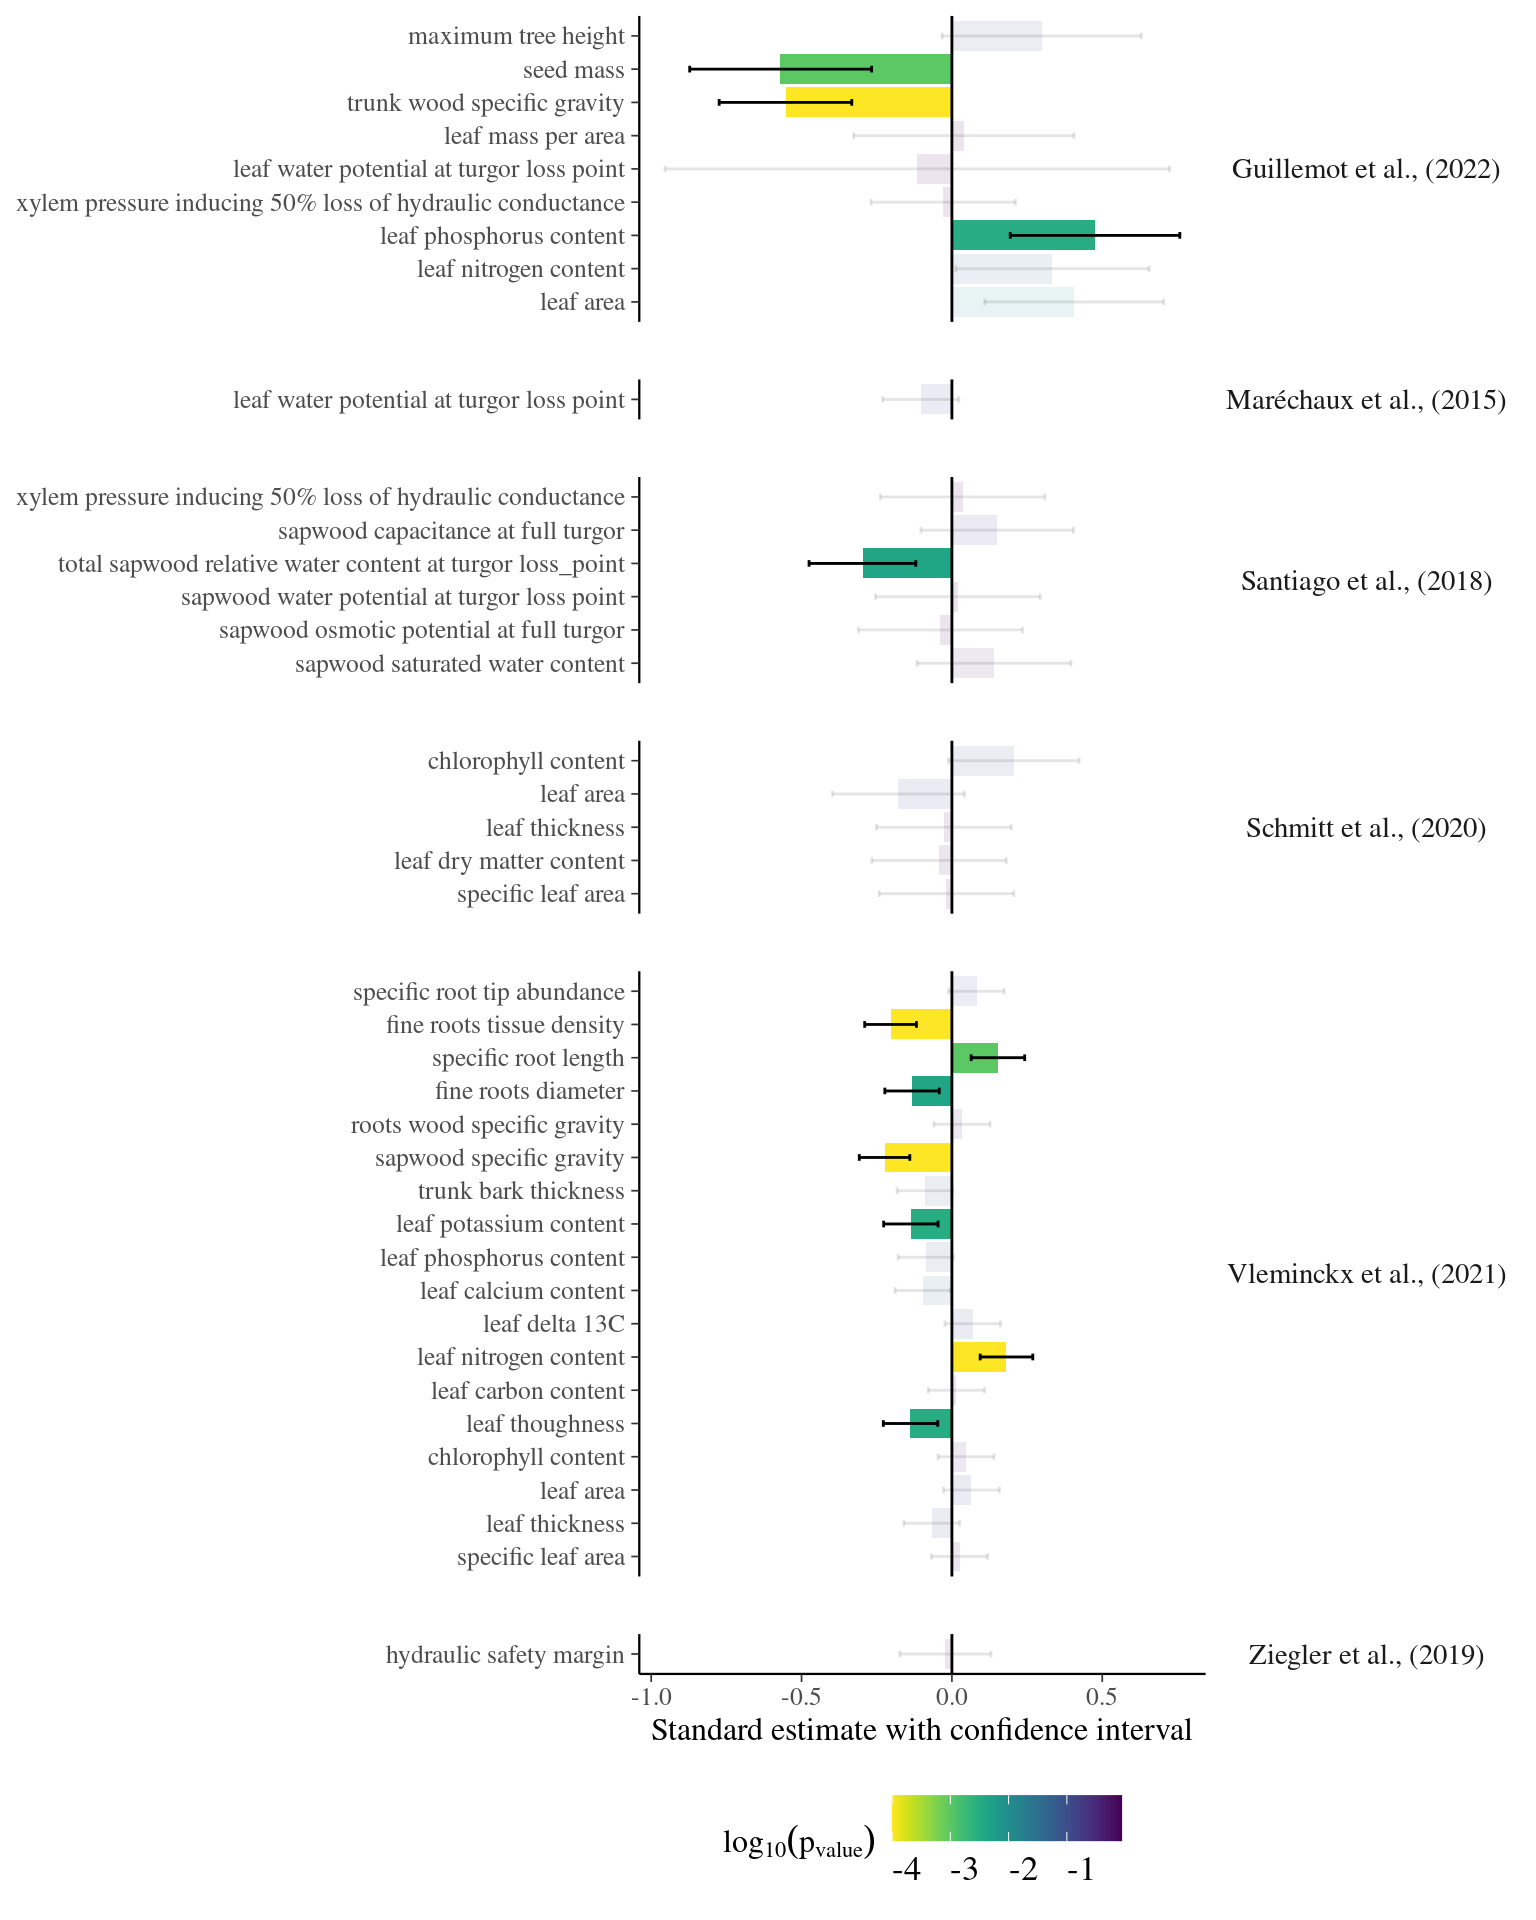 maximum tree height
seed mass
trunk wood specific gravity
leaf mass per area
leaf water potential at turgor loss point
xylem pressure inducing 50% loss of hydraulic conductance
leaf phosphorus content
leaf nitrogen content
leaf area
Guillemot et al., (2022)
leaf water potential at turgor loss point
Maréchaux et al., (2015)
xylem pressure inducing 50% loss of hydraulic conductance
sapwood capacitance at full turgor
total sapwood relative water content at turgor loss_point
sapwood water potential at turgor loss point
sapwood osmotic potential at full turgor
sapwood saturated water content
Santiago et al., (2018)
chlorophyll content
leaf area
leaf thickness
leaf dry matter content
specific leaf area
Schmitt et al., (2020)
specific root tip abundance
fine roots tissue density
specific root length
fine roots diameter
roots wood specific gravity
sapwood specific gravity
trunk bark thickness
leaf potassium content
leaf phosphorus content
leaf calcium content
leaf delta 13C
leaf nitrogen content
leaf carbon content
leaf thoughness
chlorophyll content
leaf area
leaf thickness
specific leaf area
Vleminckx et al., (2021)
hydraulic safety margin
Ziegler et al., (2019)
-1.0 -0.5 0.0 0.5
Standard estimate with confidence interval
log10(pvalue)
-4 -3 -2 -1